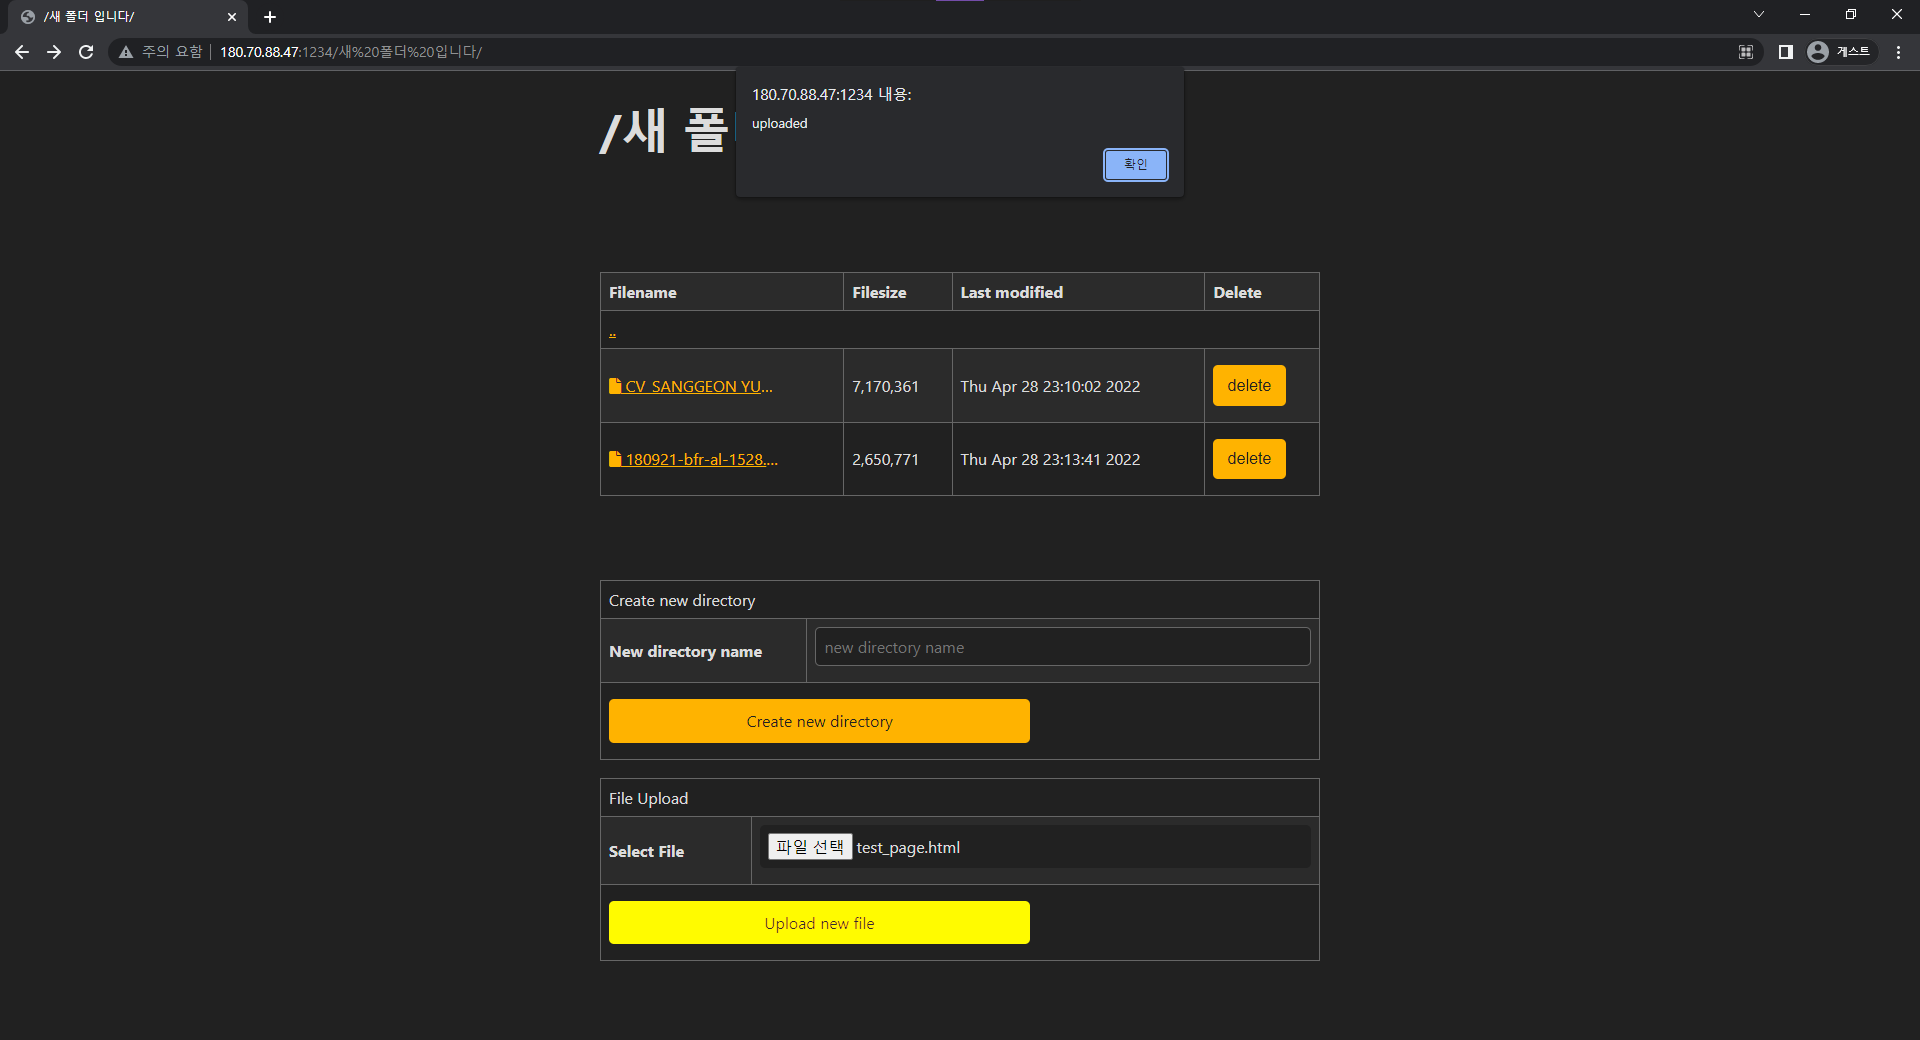 /새 폴더 입니다/
주의 요함 | 180.70.88.47:1234/새%20폴더%20입니다/
게스트
180.70.88.47:1234 내용:
uploaded
확인
/새 폴
Filename Filesize Last modified Delete
..
CV_SANGGEON YU... 7,170,361 Thu Apr 28 23:10:02 2022 delete
180921-bfr-al-1528.... 2,650,771 Thu Apr 28 23:13:41 2022 delete
Create new directory
New directory name new directory name
Create new directory
File Upload
Select File 파일 선택 test_page.html
Upload new file